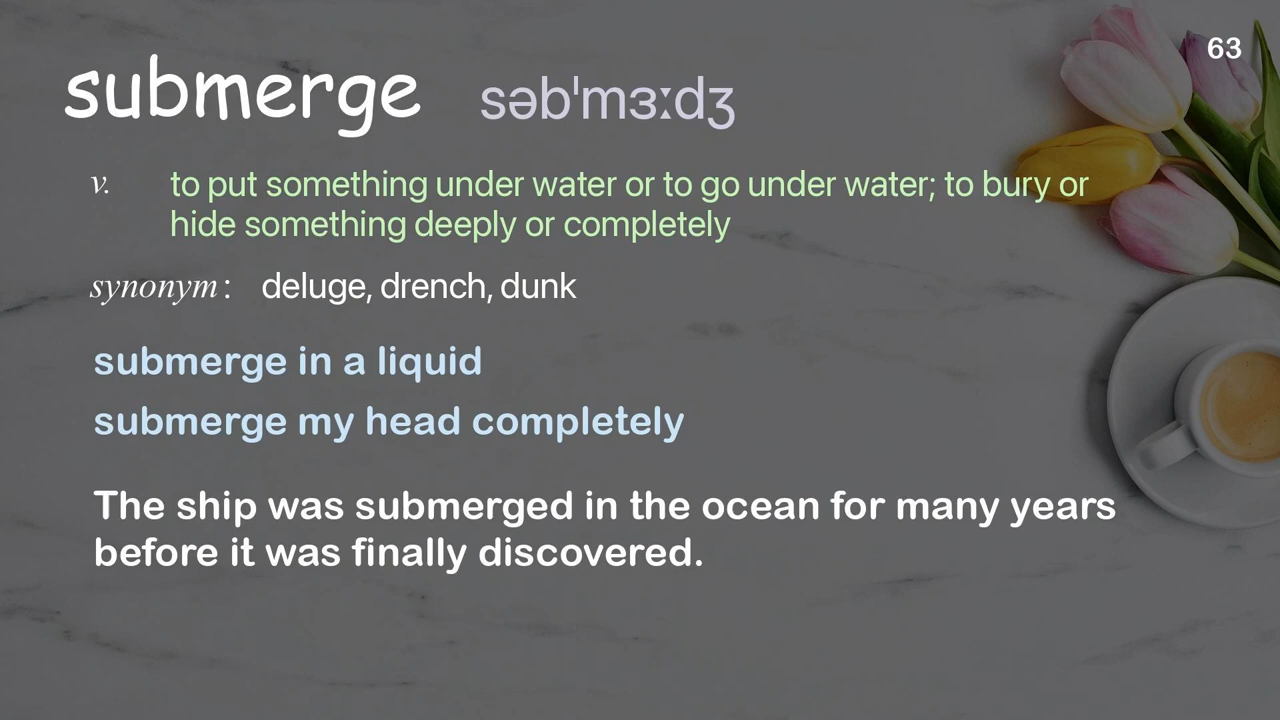 63
submerge səbˈmɜːdʒ
v. to put something under water or to go under water; to bury or
hide something deeply or completely
synonym : deluge, drench, dunk
submerge in a liquid
submerge my head completely
The ship was submerged in the ocean for many years
before it was finally discovered.